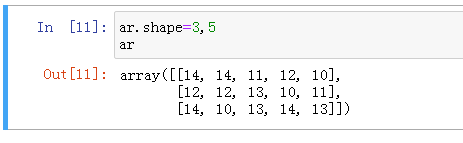 In [11]: ar.shape=3,5
ar
Out[11]: array([[14, 14, 11, 12, 10],
[12, 12, 13, 10, 11],
[14, 10, 13, 14, 13]])